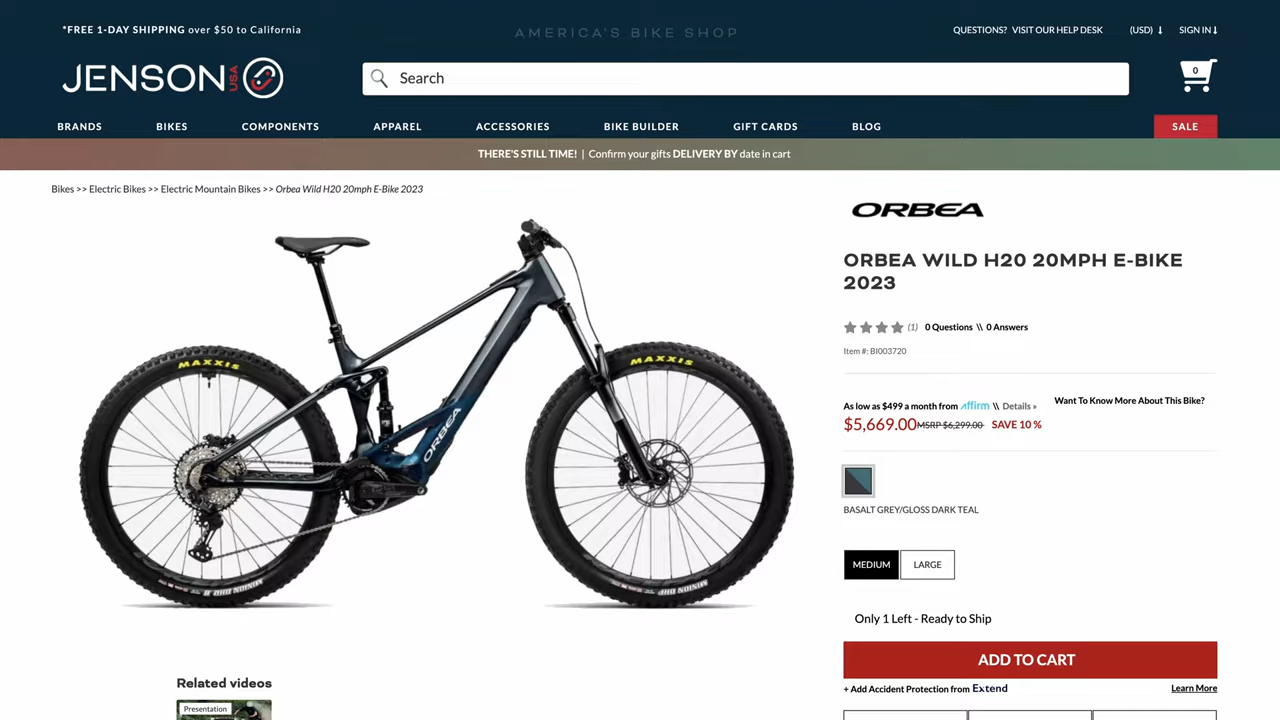 *FREE 1-DAY SHIPPING over $50 to California
AMERICA'S BIKE SHOP
QUESTIONS? VISIT OUR HELP DESK
(USD)
SIGN IN
JENSON USA
Search
0
BRANDS BIKES COMPONENTS APPAREL ACCESSORIES BIKE BUILDER GIFT CARDS BLOG SALE
THERE'S STILL TIME! | Confirm your gifts DELIVERY BY date in cart
Bikes >> Electric Bikes >> Electric Mountain Bikes >> Orbea Wild H20 20mph E-Bike 2023
ORBEA
ORBEA WILD H20 20MPH E-BIKE
2023
(1) 0 Questions \\ 0 Answers
Item #: BI003720
As low as $499 a month from affirm \\ Details »
Want To Know More About This Bike?
$5,669.00 MSRP $6,299.00 SAVE 10 %
BASALT GREY/GLOSS DARK TEAL
MEDIUM LARGE
Only 1 Left - Ready to Ship
ADD TO CART
+ Add Accident Protection from Extend
Learn More
MAXXIS
MAXXIS
ORBEA
MINION DHR II
MINION DHF
Related videos
Presentation